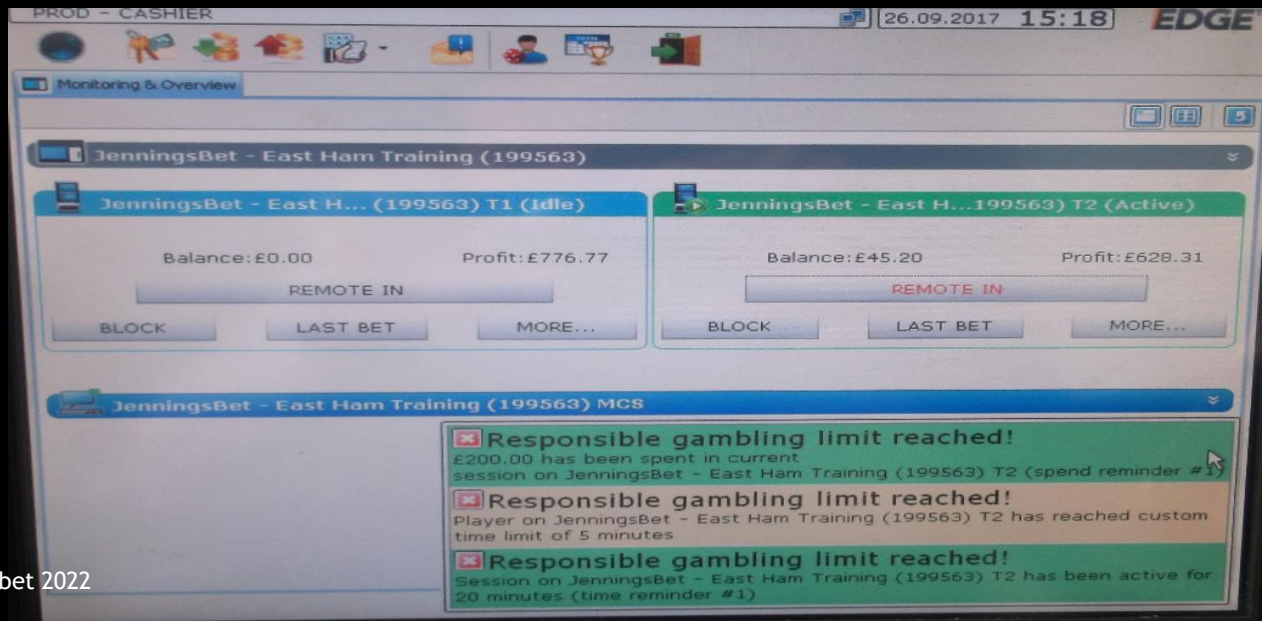 PROD - CASHIER
26.09.2017 15:18 EDGE
Monitoring & Overview
5
JenningsBet - East Ham Training (199563)
JenningsBet - East H... (199563) T1 (Idle)
Balance:£0.00 Profit:£776.77
REMOTE IN
BLOCK LAST BET MORE...
JenningsBet - East H...199563) T2 (Active)
Balance:£45.20 Profit:£628.31
REMOTE IN
BLOCK LAST BET MORE...
JenningsBet - East Ham Training (199563) MCS
Responsible gambling limit reached!
£200.00 has been spent in current
session on JenningsBet - East Ham Training (199563) T2 (spend reminder #1)
Responsible gambling limit reached!
Player on JenningsBet - East Ham Training (199563) T2 has reached custom
time limit of 5 minutes
Responsible gambling limit reached!
Session on JenningsBet - East Ham Training (199563) T2 has been active for
20 minutes (time reminder #1)
bet 2022